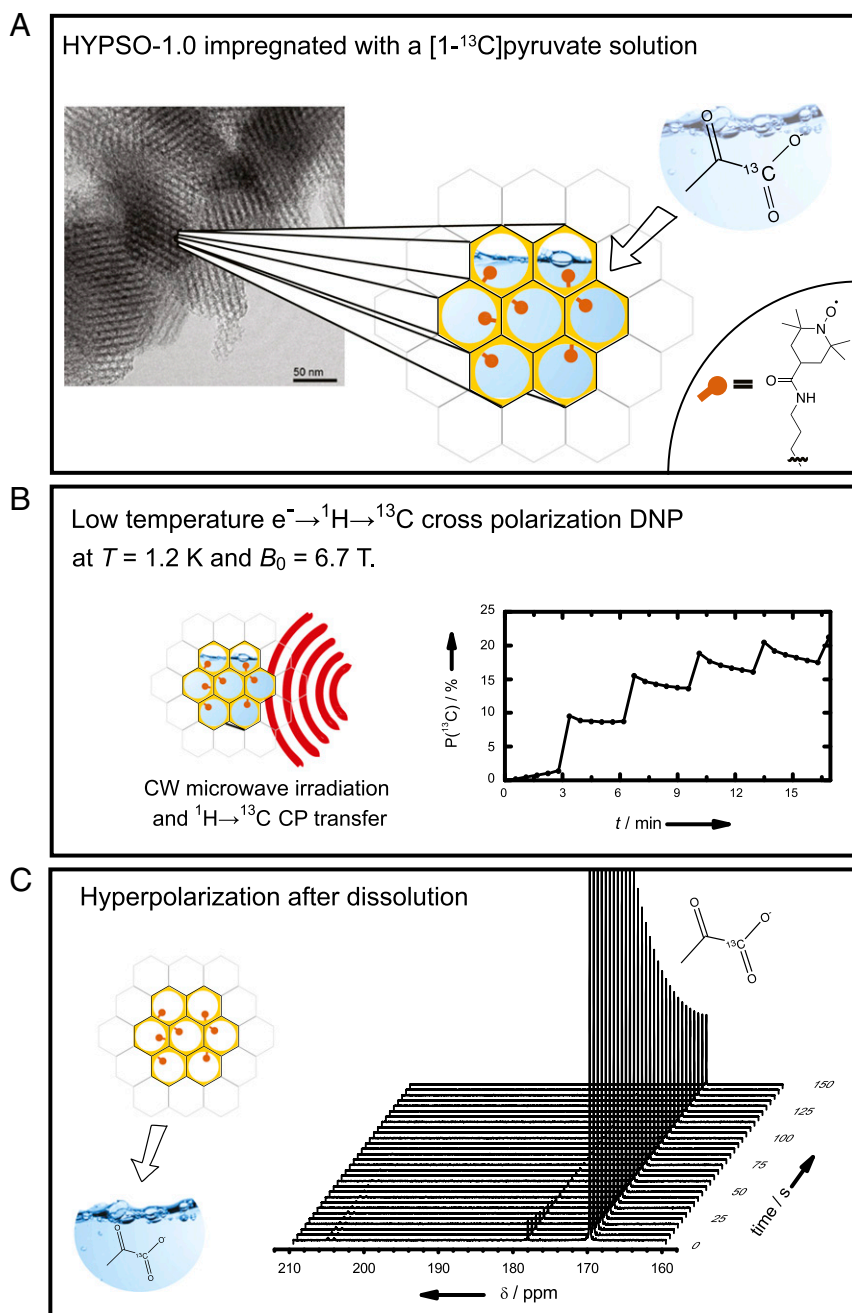 A
HYPSO-1.0 impregnated with a [1-¹³C]pyruvate solution
O
O⁻
¹³C
O
50 nm
O•
N
O
NH
=
B
Low temperature e⁻→¹H→¹³C cross polarization DNP
at T = 1.2 K and B₀ = 6.7 T.
CW microwave irradiation
and ¹H→¹³C CP transfer
P(¹³C) / %
25
20
15
10
5
0
0 3 6 9 12 15
t / min
C
Hyperpolarization after dissolution
O
O⁻
¹³C
O
O
O⁻
¹³C
O
150
125
100
75
50
25
0
time / s
210 200 190 180 170 160
δ / ppm